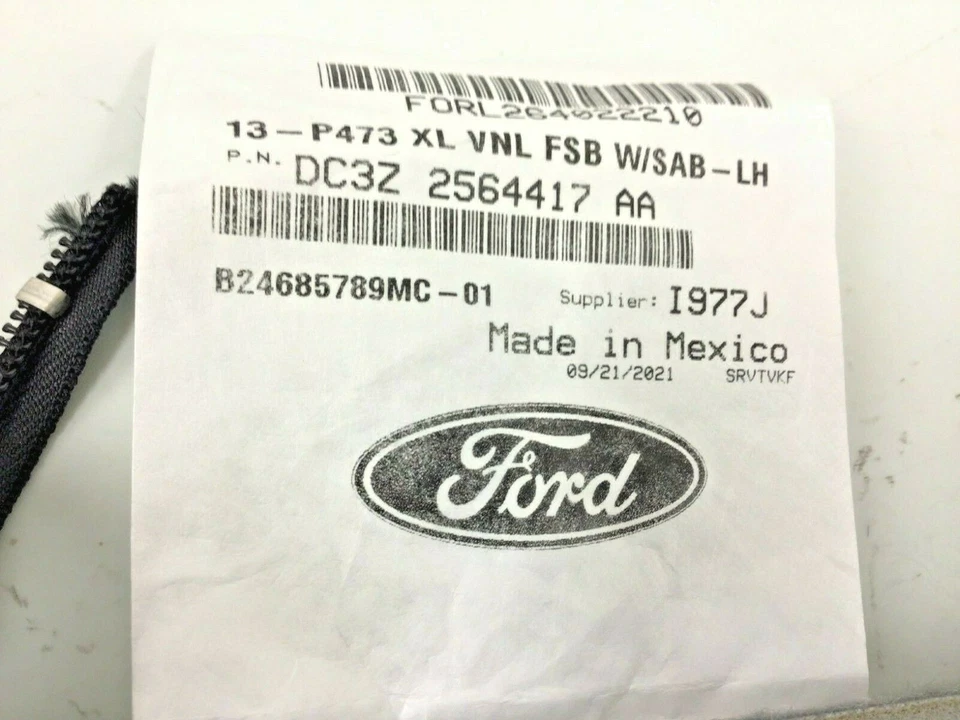 FORL264022210
13-P473 XL VNL FSB W/SAB-LH
P.N. DC3Z 2564417 AA
B24685789MC-01 Supplier: I977J
Made in Mexico
09/21/2021 SRVTVKF
Ford